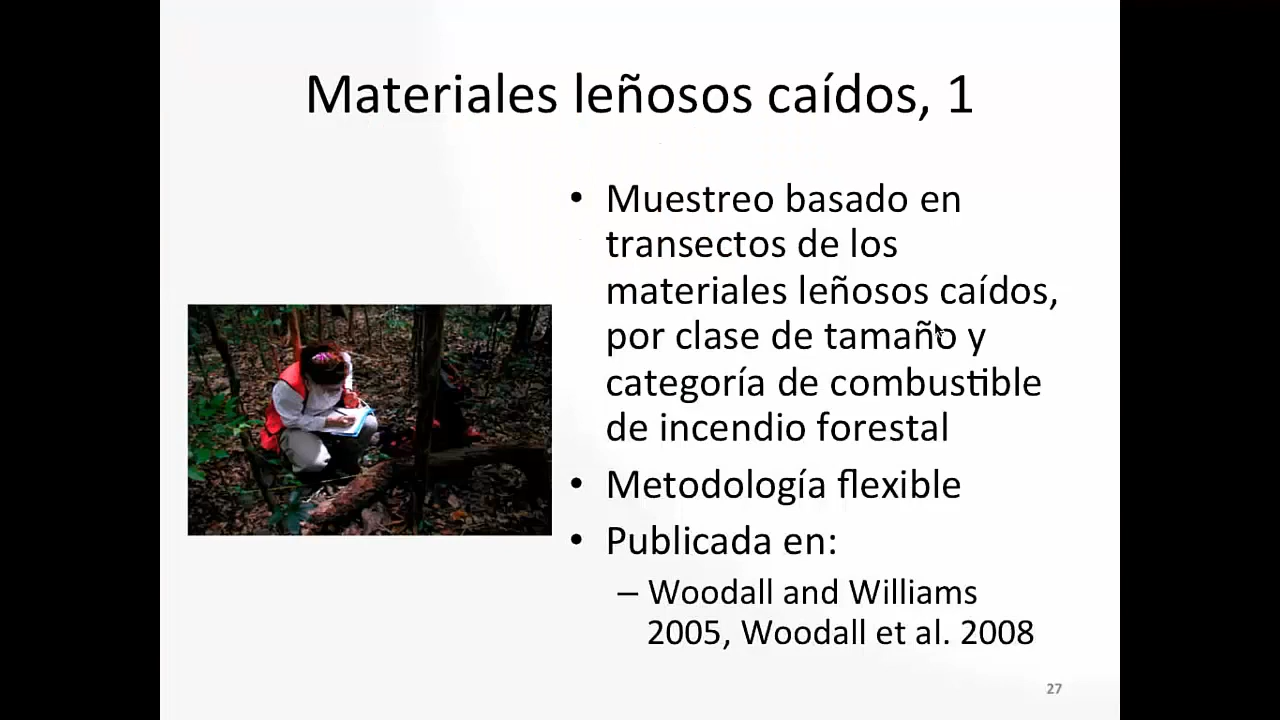 Materiales leñosos caídos, 1
• Muestreo basado en
transectos de los
materiales leñosos caídos,
por clase de tamaño y
categoría de combustible
de incendio forestal
• Metodología flexible
• Publicada en:
– Woodall and Williams
2005, Woodall et al. 2008
27